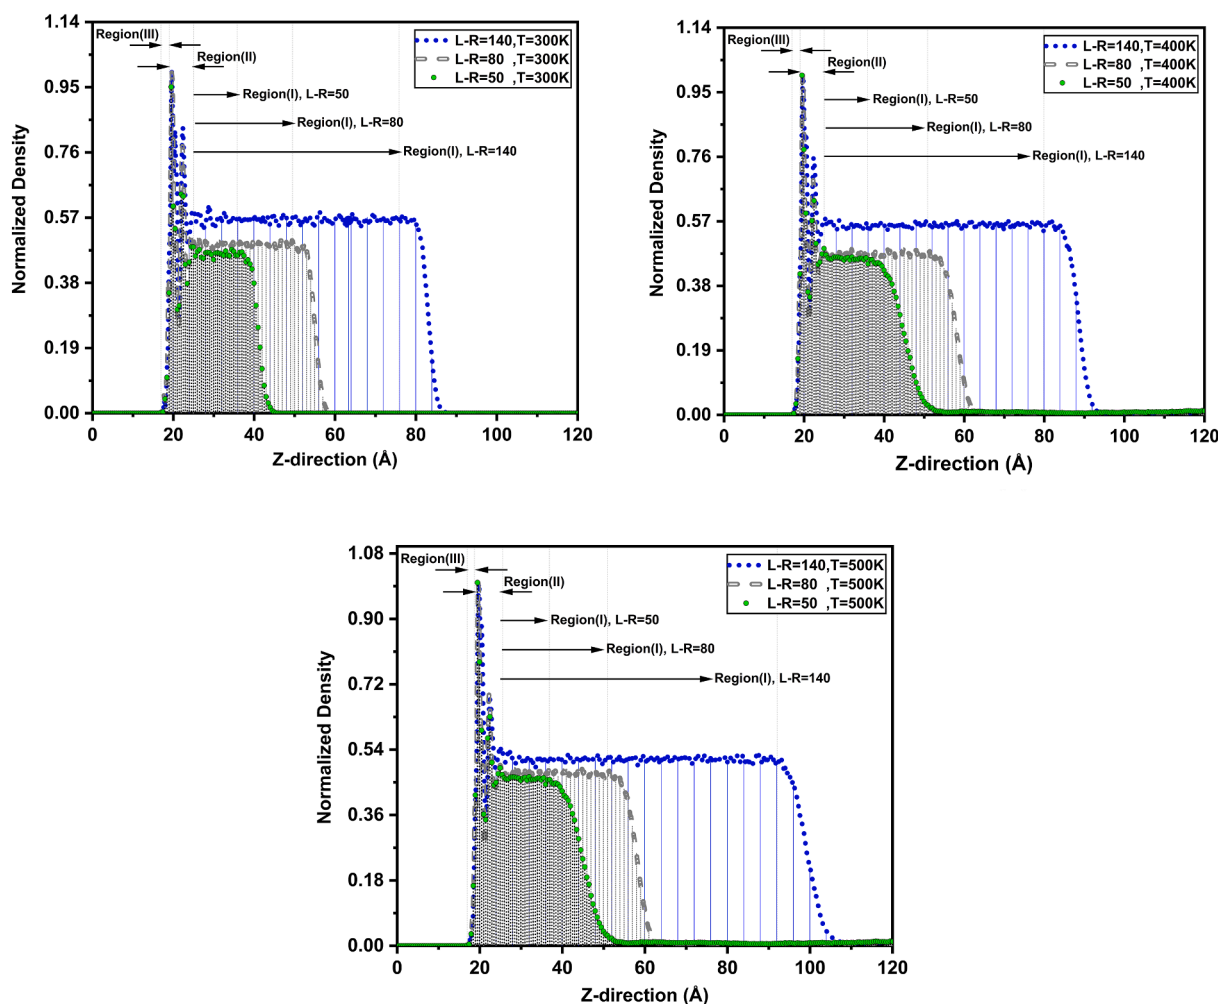 1.14
0.95
0.76
0.57
0.38
0.19
0.00
Normalized Density
Region(III)
Region(II)
L-R=140,T=300K
L-R=80 ,T=300K
L-R=50 ,T=300K
Region(I), L-R=50
Region(I), L-R=80
Region(I), L-R=140
0 20 40 60 80 100 120
Z-direction (Å)
1.14
0.95
0.76
0.57
0.38
0.19
0.00
Normalized Density
Region(III)
Region(II)
L-R=140,T=400K
L-R=80 ,T=400K
L-R=50 ,T=400K
Region(I), L-R=50
Region(I), L-R=80
Region(I), L-R=140
0 20 40 60 80 100 120
Z-direction (Å)
1.08
0.90
0.72
0.54
0.36
0.18
0.00
Normalized Density
Region(III)
Region(II)
L-R=140,T=500K
L-R=80 ,T=500K
L-R=50 ,T=500K
Region(I), L-R=50
Region(I), L-R=80
Region(I), L-R=140
0 20 40 60 80 100 120
Z-direction (Å)